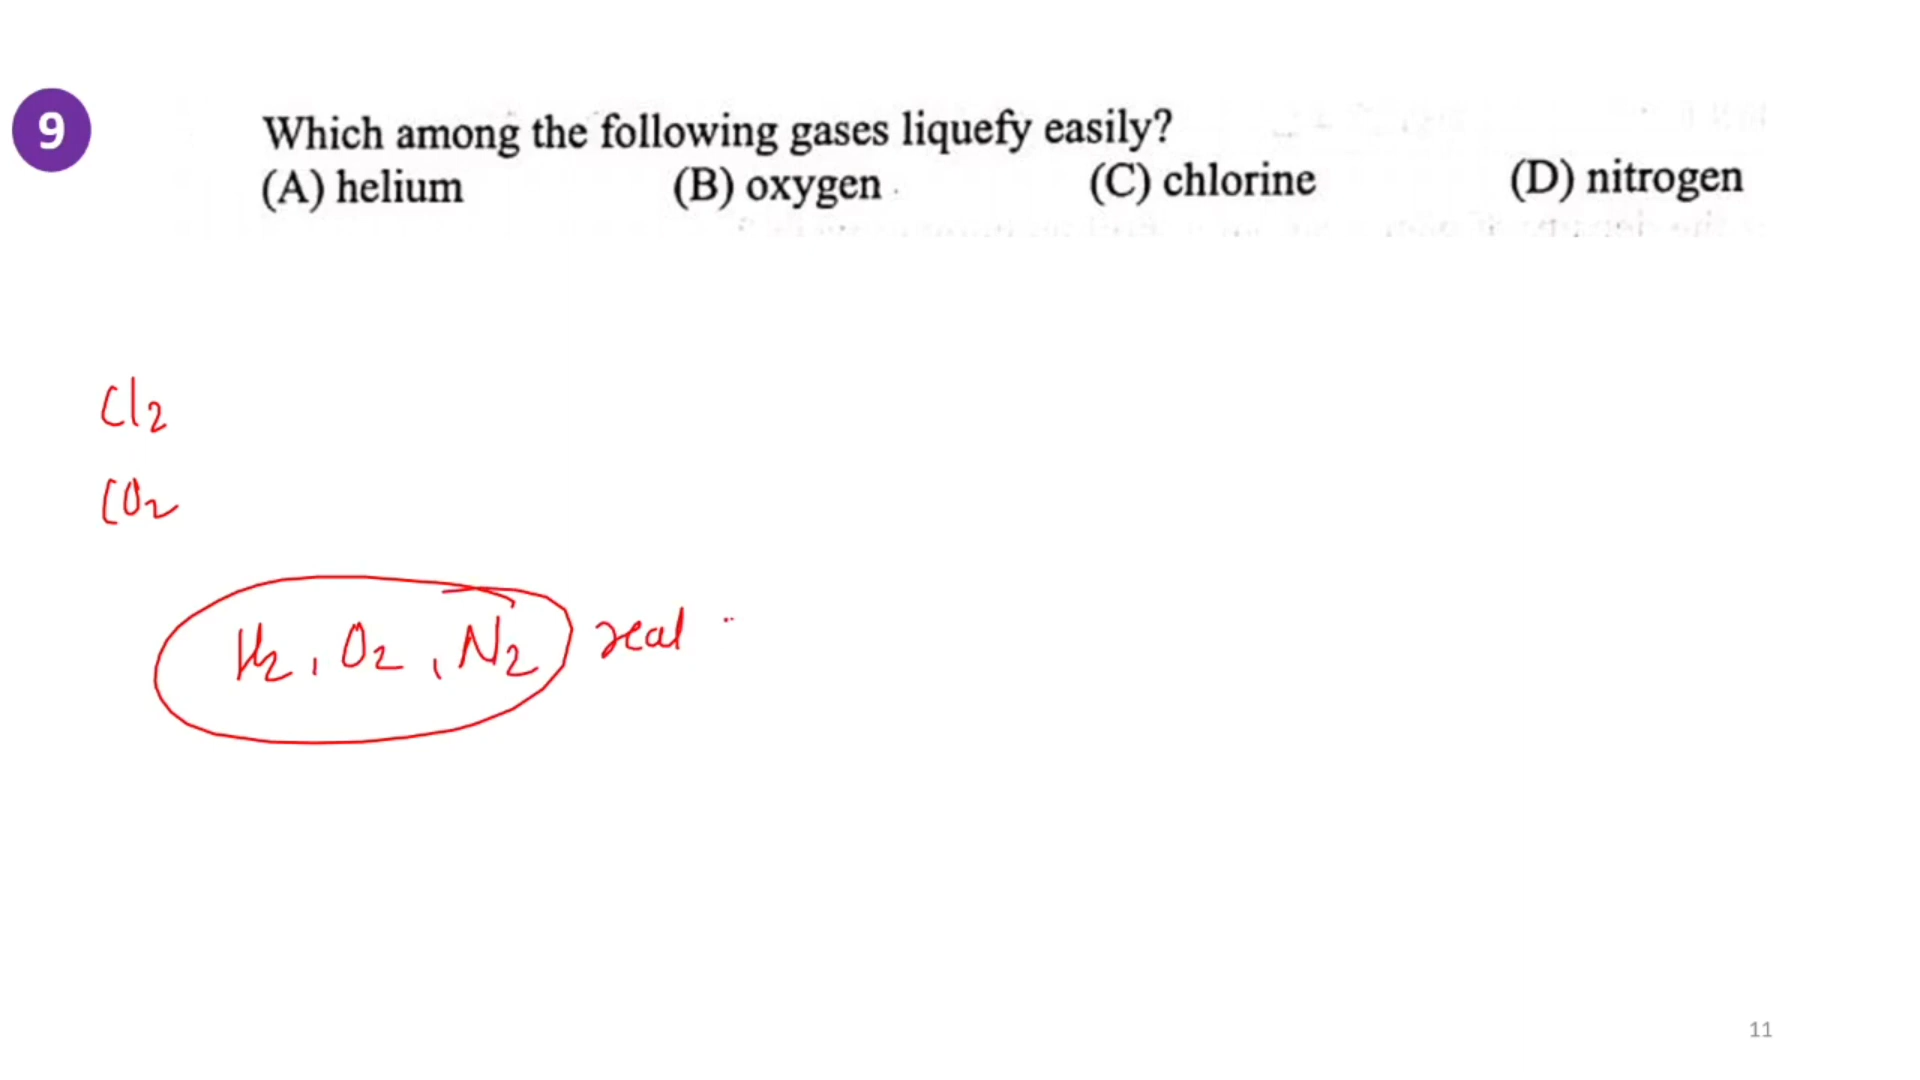 9
Which among the following gases liquefy easily?
(A) helium (B) oxygen (C) chlorine (D) nitrogen
Cl2
CO2
H2, O2, N2 real
11